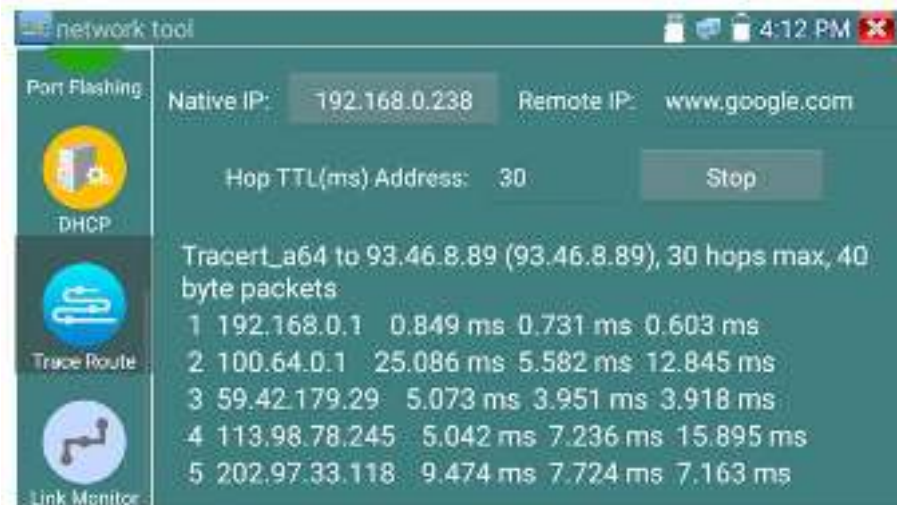 network tool
4:12 PM
Port Flashing
Native IP: 192.168.0.238 Remote IP: www.google.com
Hop TTL(ms) Address: 30 Stop
DHCP
Tracert_a64 to 93.46.8.89 (93.46.8.89), 30 hops max, 40
byte packets
1 192.168.0.1 0.849 ms 0.731 ms 0.603 ms
Trace Route
2 100.64.0.1 25.086 ms 5.582 ms 12.845 ms
3 59.42.179.29 5.073 ms 3.951 ms 3.918 ms
4 113.98.78.245 5.042 ms 7.236 ms 15.895 ms
5 202.97.33.118 9.474 ms 7.724 ms 7.163 ms
Link Monitor